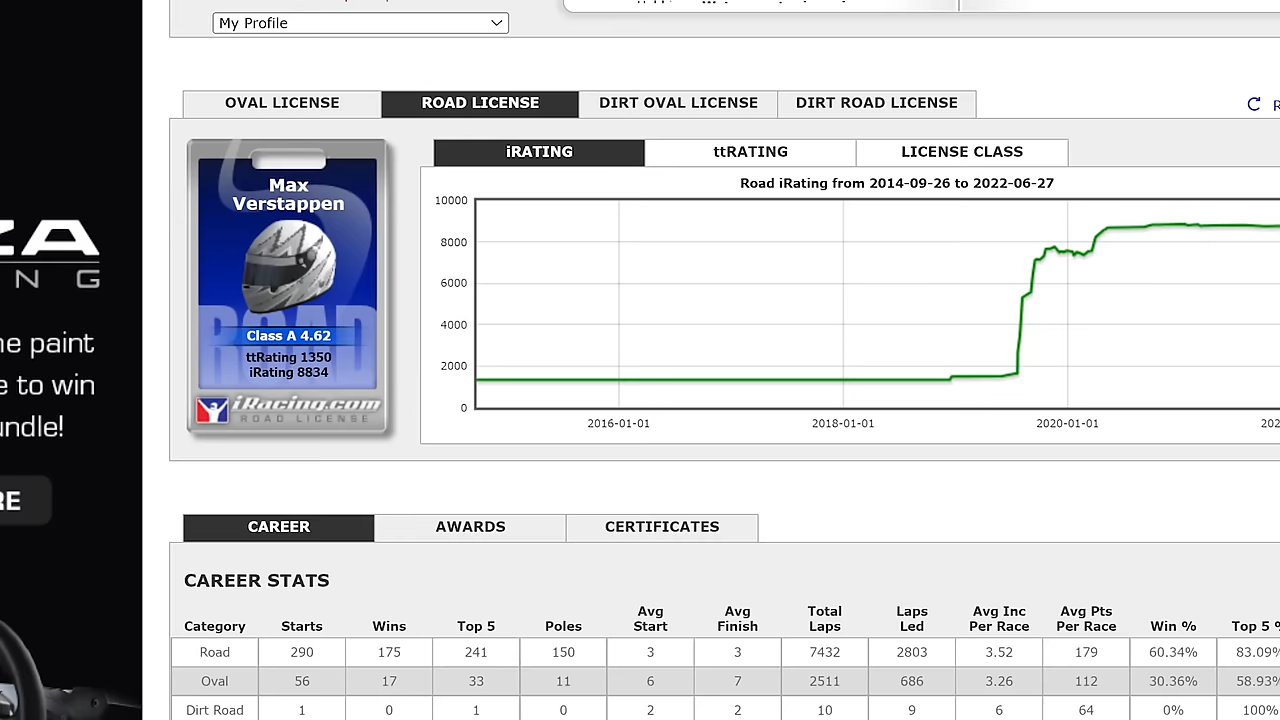 My Profile
OVAL LICENSE
ROAD LICENSE
DIRT OVAL LICENSE
DIRT ROAD LICENSE
iRATING
ttRATING
LICENSE CLASS
Max
Verstappen
ROAD
Class A 4.62
ttRating 1350
iRating 8834
iRacing.com
ROAD LICENSE
Road iRating from 2014-09-26 to 2022-06-27
10000
8000
6000
4000
2000
0
2016-01-01
2018-01-01
2020-01-01
ZA
ING
paint
to win
CAREER
AWARDS
CERTIFICATES
CAREER STATS
Category Starts Wins Top 5 Poles Avg Start Avg Finish Total Laps Laps Led Avg Inc Per Race Avg Pts Per Race Win % Top 5 %
Road 290 175 241 150 3 3 7432 2803 3.52 179 60.34% 83.09%
Oval 56 17 33 11 6 7 2511 686 3.26 112 30.36% 58.93%
Dirt Road 1 0 1 0 2 2 10 9 6 64 0% 100%